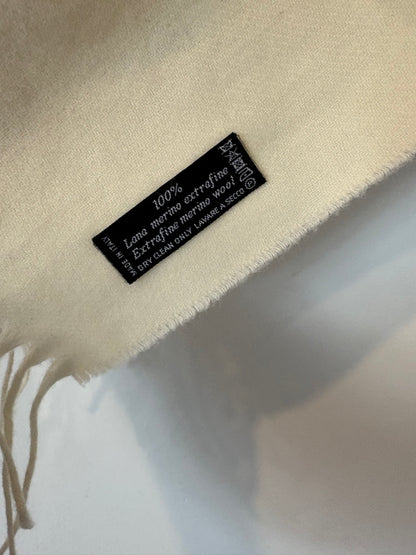 100%
Lana merino extrafine
Extrafine merino wool
DRY CLEAN ONLY LAVARE A SECCO
MADE IN ITALY